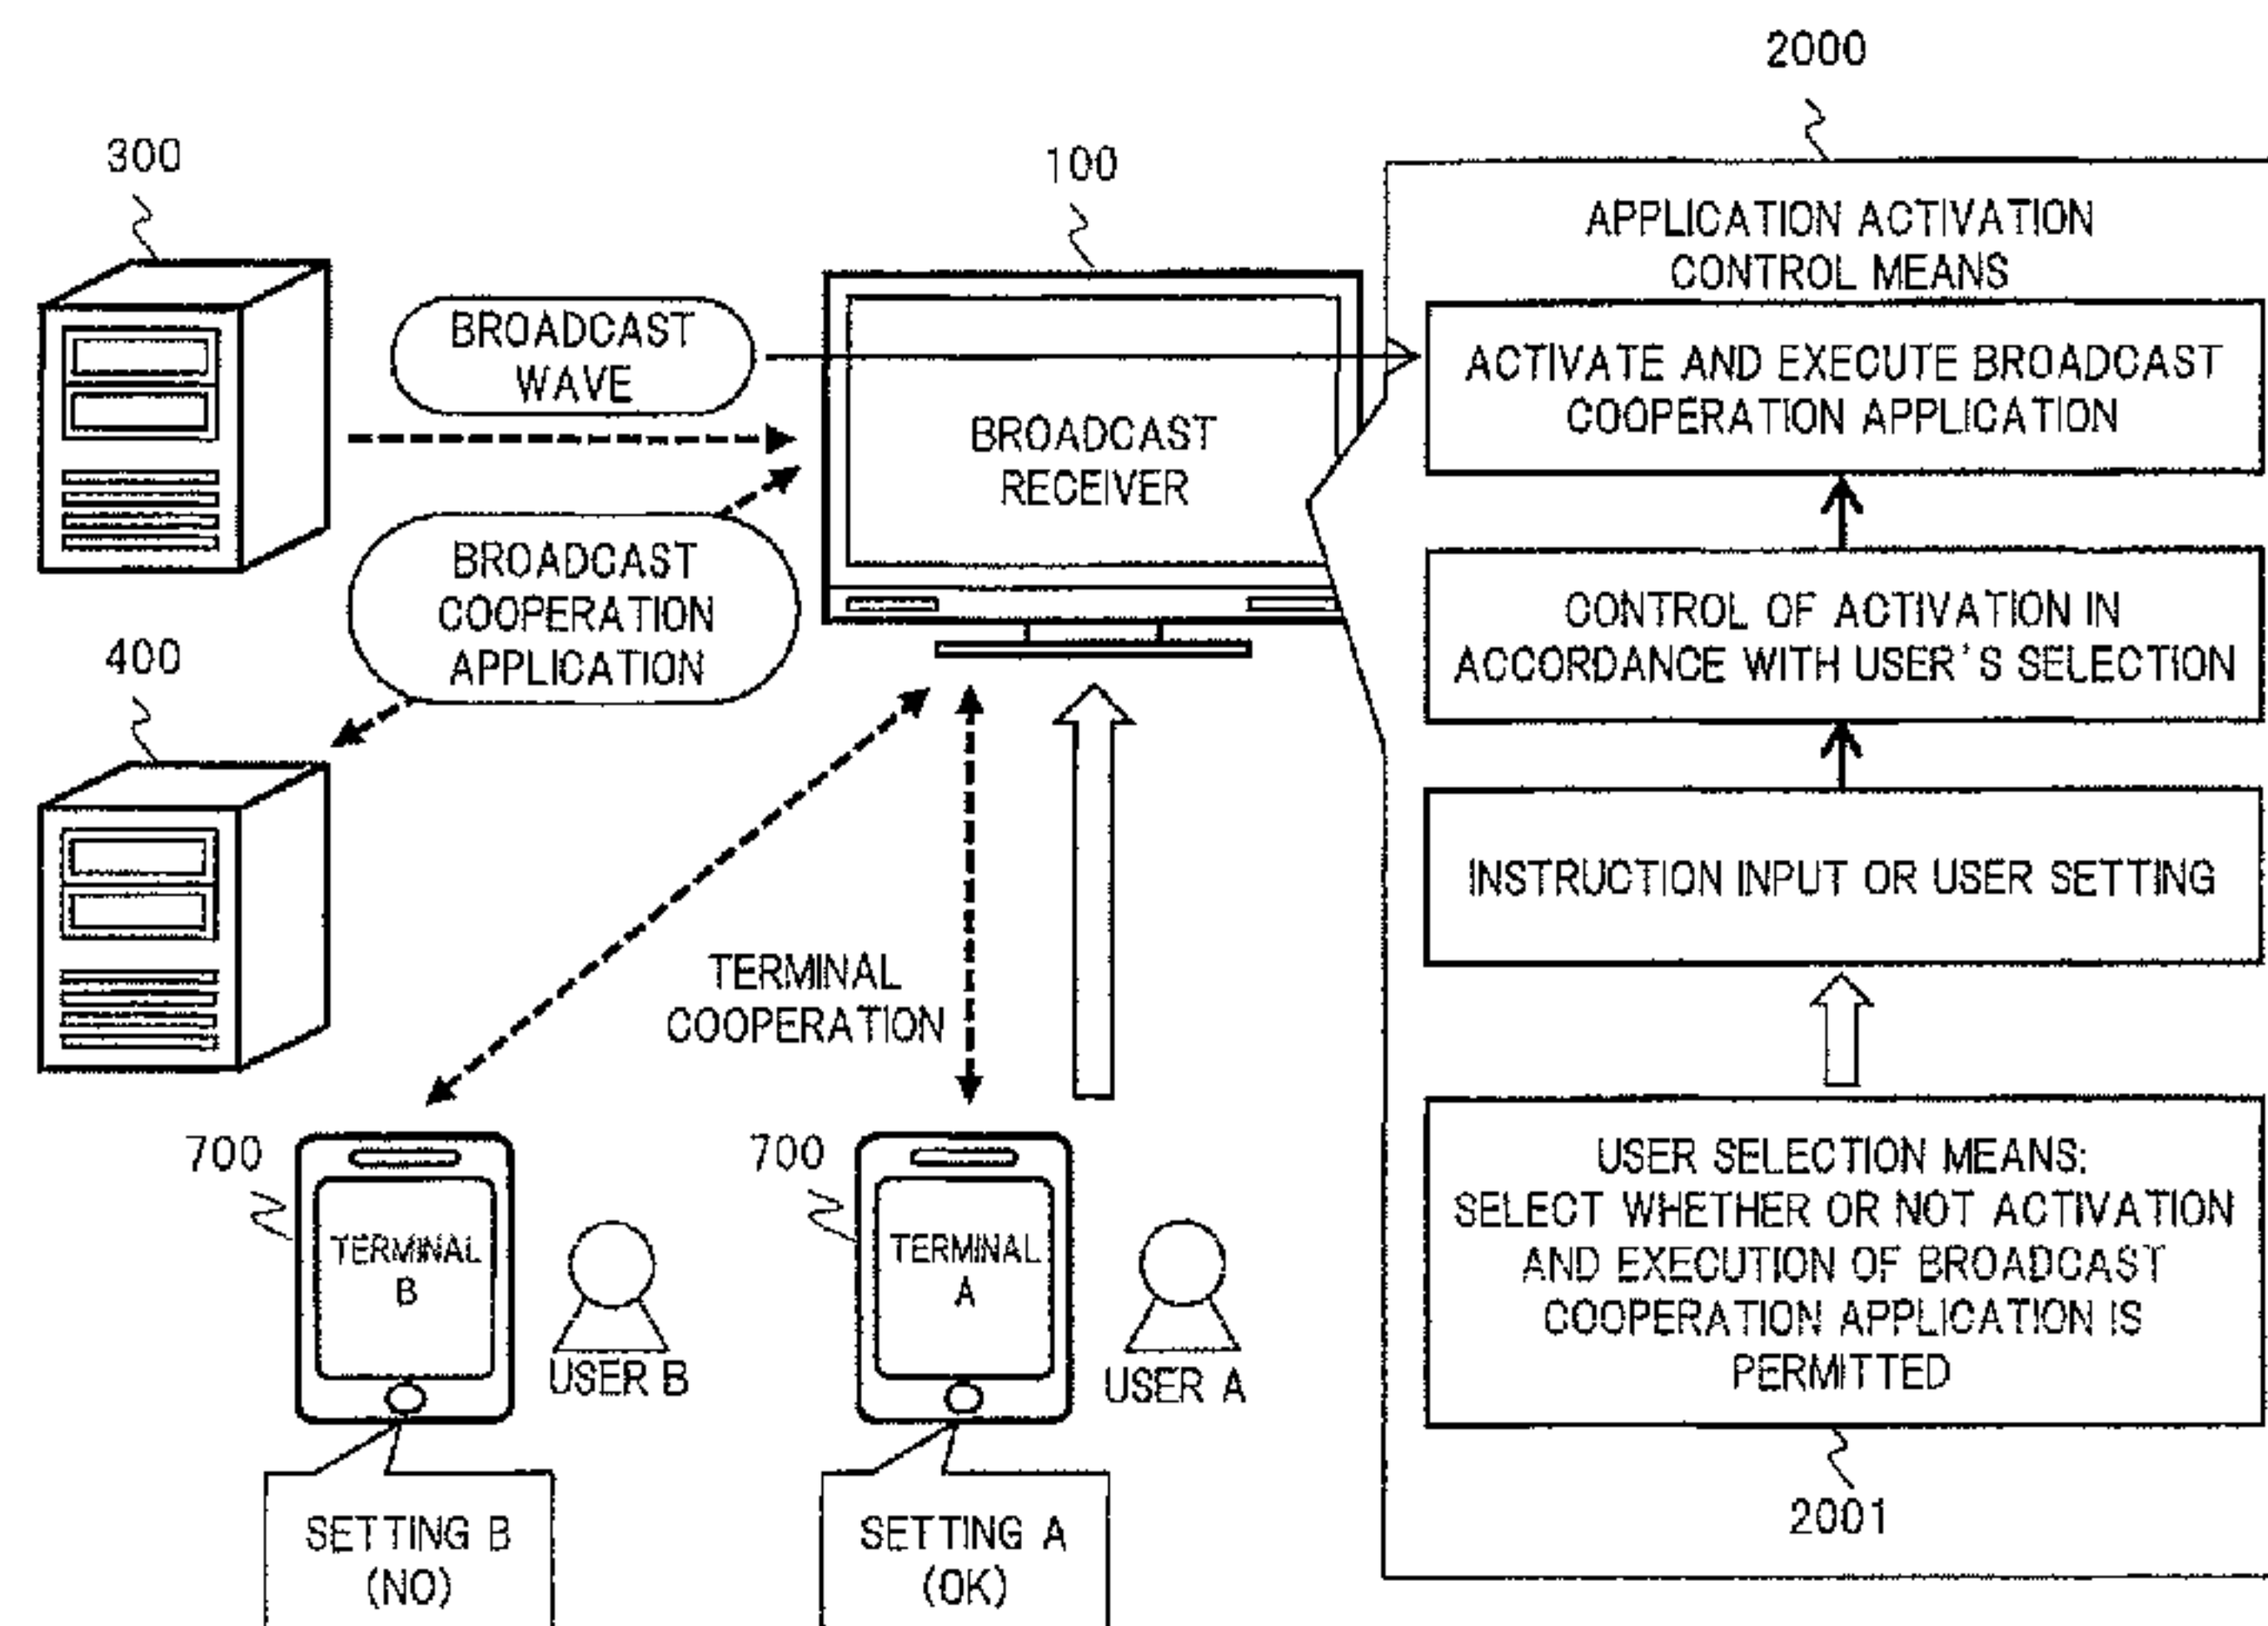 2000
300
100
APPLICATION ACTIVATION
CONTROL MEANS
BROADCAST
WAVE
ACTIVATE AND EXECUTE BROADCAST
COOPERATION APPLICATION
BROADCAST
RECEIVER
BROADCAST
COOPERATION
APPLICATION
CONTROL OF ACTIVATION IN
ACCORDANCE WITH USER'S SELECTION
400
INSTRUCTION INPUT OR USER SETTING
TERMINAL
COOPERATION
700
TERMINAL
B
USER B
700
TERMINAL
A
USER A
USER SELECTION MEANS:
SELECT WHETHER OR NOT ACTIVATION
AND EXECUTION OF BROADCAST
COOPERATION APPLICATION IS
PERMITTED
2001
SETTING B
(NO)
SETTING A
(OK)